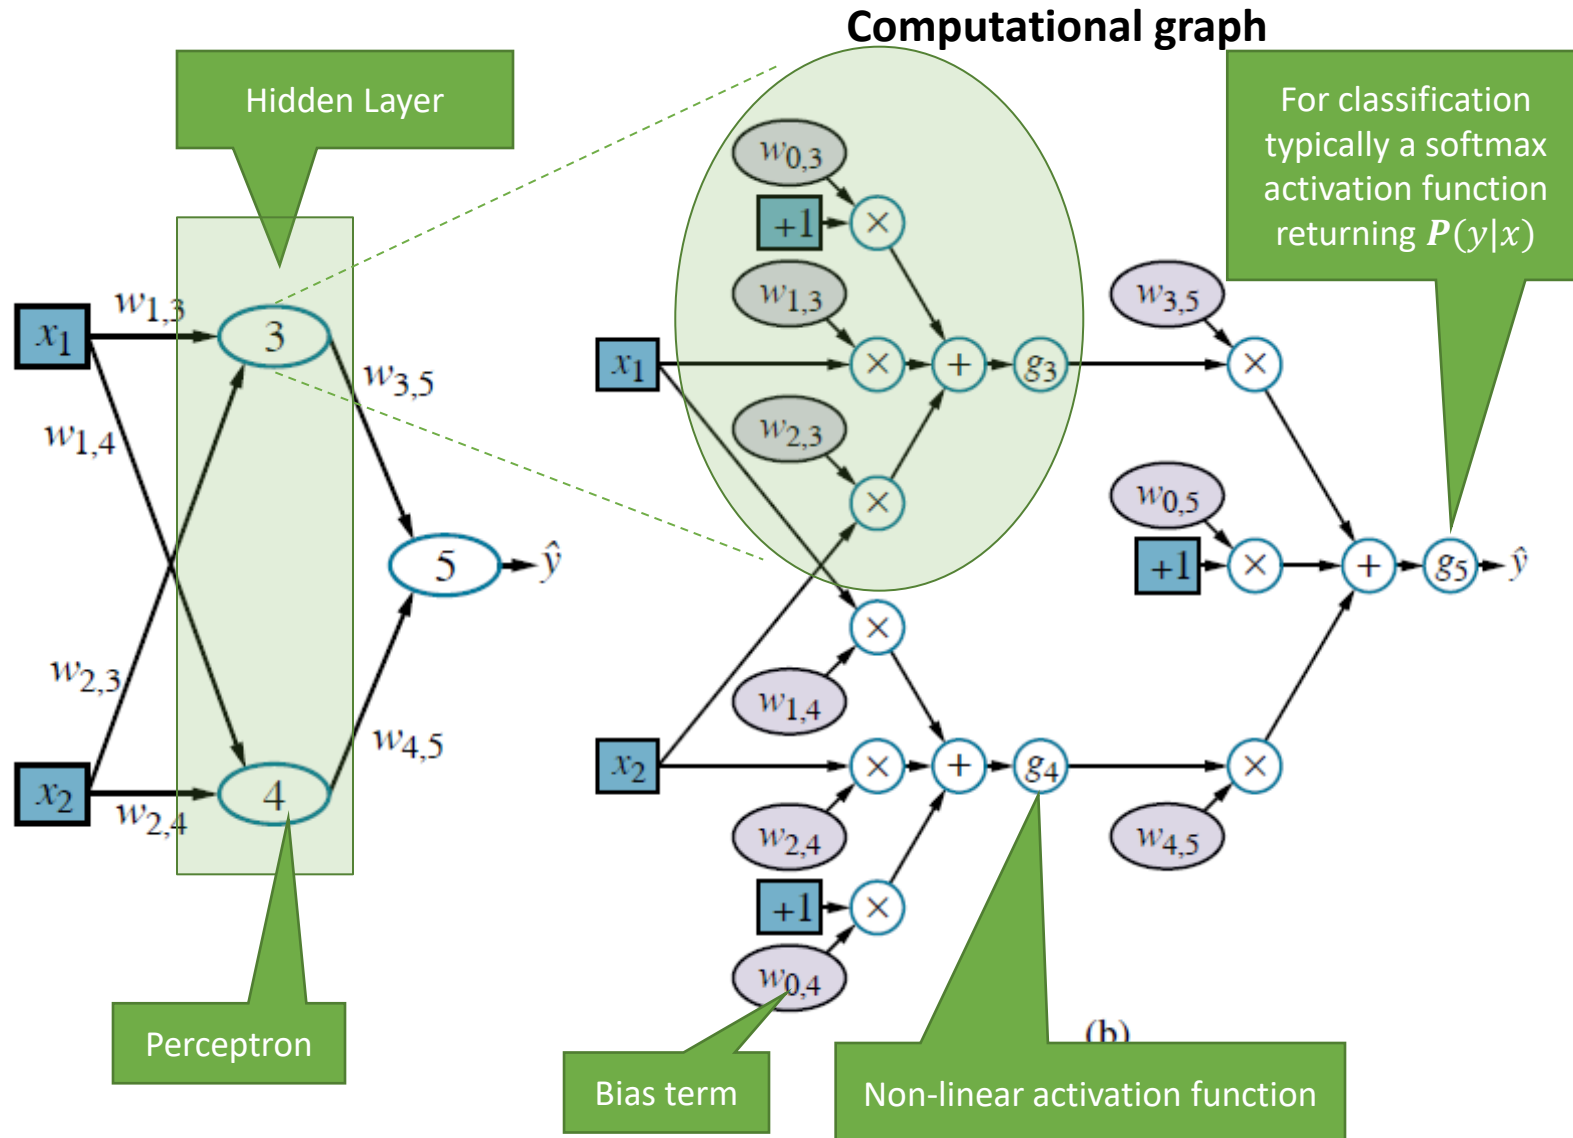 Computational graph
Hidden Layer
For classification
typically a softmax
activation function
returning P(y|x)
x1
w1,3
3
w3,5
w1,4
5
ŷ
w2,3
w4,5
x2
w2,4
4
Perceptron
w0,3
+1
×
w1,3
x1
×
+
g3
w2,3
×
w3,5
×
w0,5
+1
×
+
g5
ŷ
×
w1,4
x2
×
+
g4
×
w2,4
w4,5
+1
×
w0,4
(b)
Bias term
Non-linear activation function